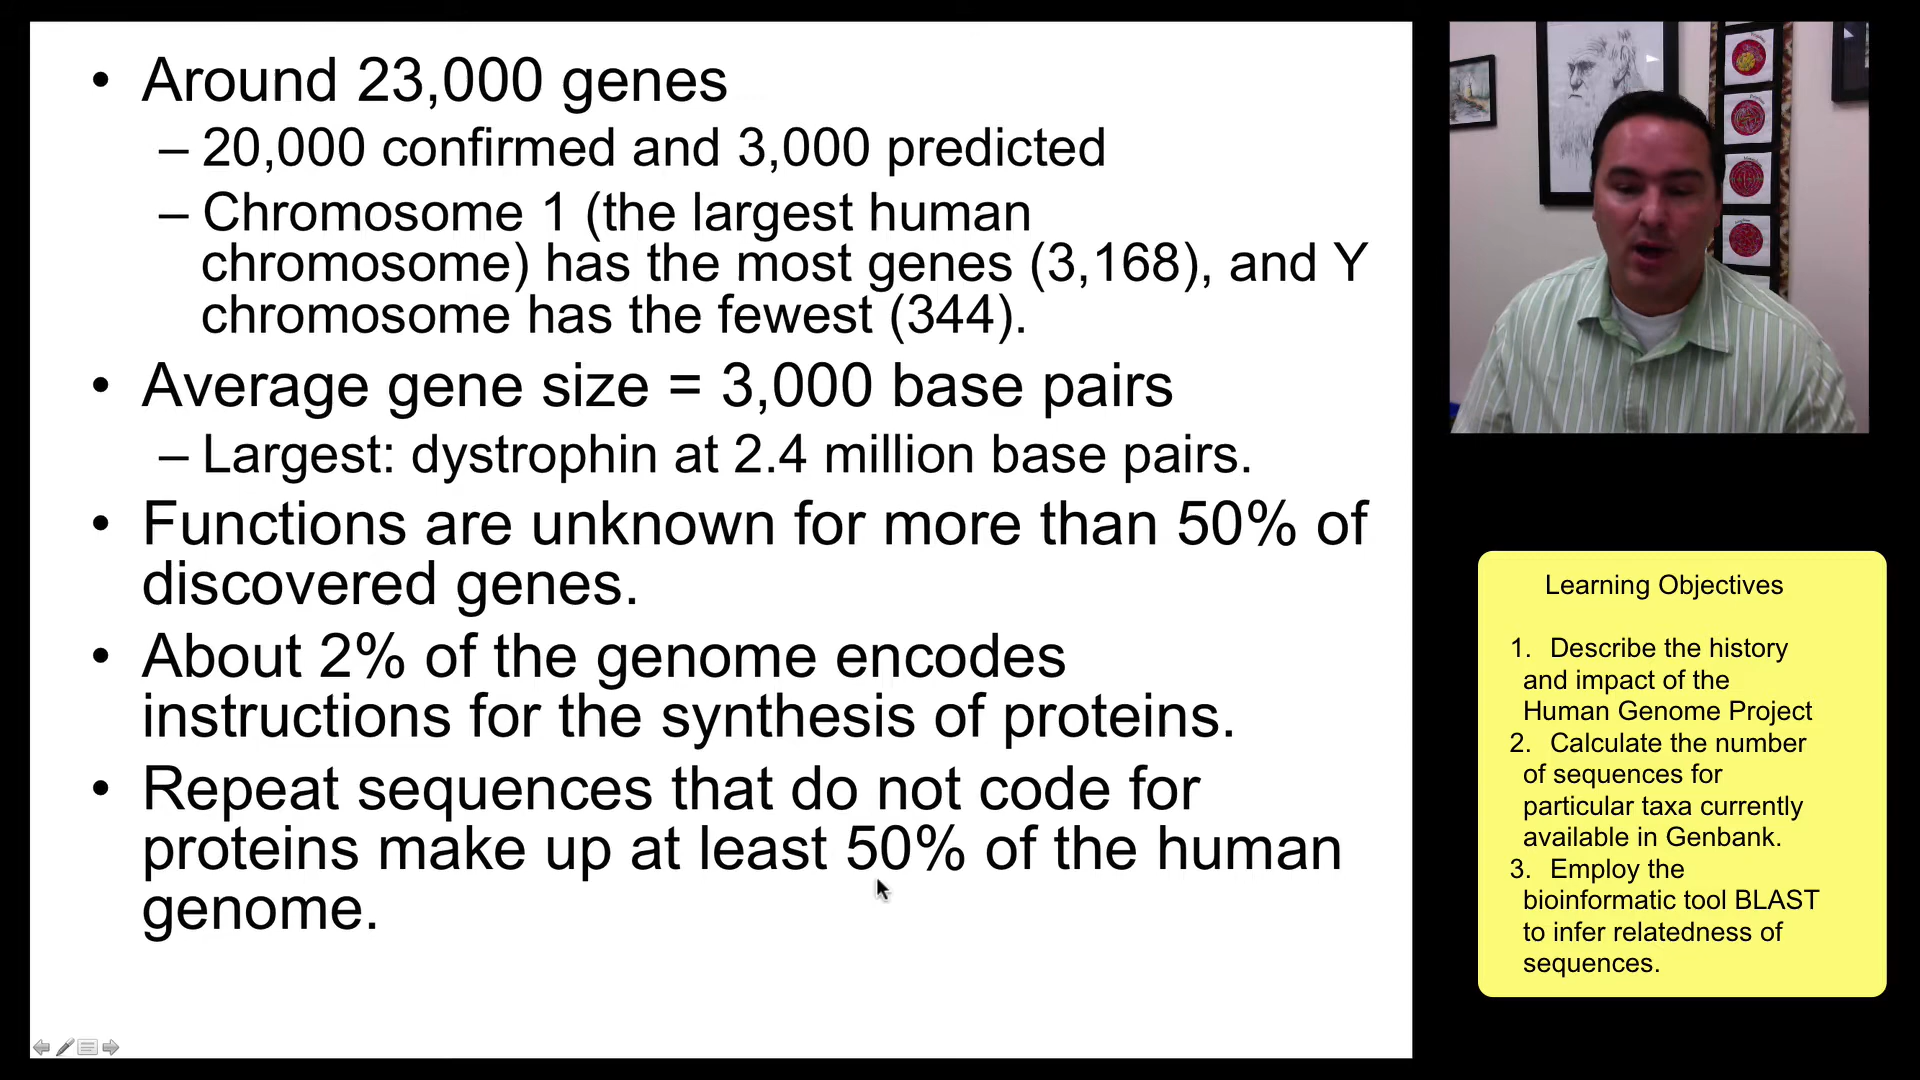 • Around 23,000 genes
– 20,000 confirmed and 3,000 predicted
– Chromosome 1 (the largest human
chromosome) has the most genes (3,168), and Y
chromosome has the fewest (344).
• Average gene size = 3,000 base pairs
– Largest: dystrophin at 2.4 million base pairs.
• Functions are unknown for more than 50% of
discovered genes.
• About 2% of the genome encodes
instructions for the synthesis of proteins.
• Repeat sequences that do not code for
proteins make up at least 50% of the human
genome.
Learning Objectives
1. Describe the history
and impact of the
Human Genome Project
2. Calculate the number
of sequences for
particular taxa currently
available in Genbank.
3. Employ the
bioinformatic tool BLAST
to infer relatedness of
sequences.